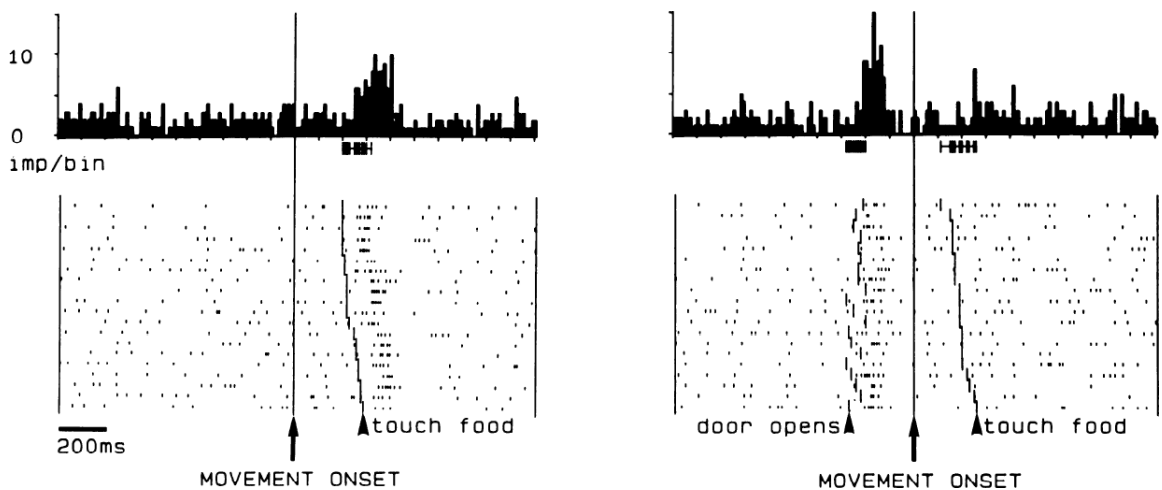 10
0
imp/bin
touch food
200ms
MOVEMENT ONSET
door opens
touch food
MOVEMENT ONSET